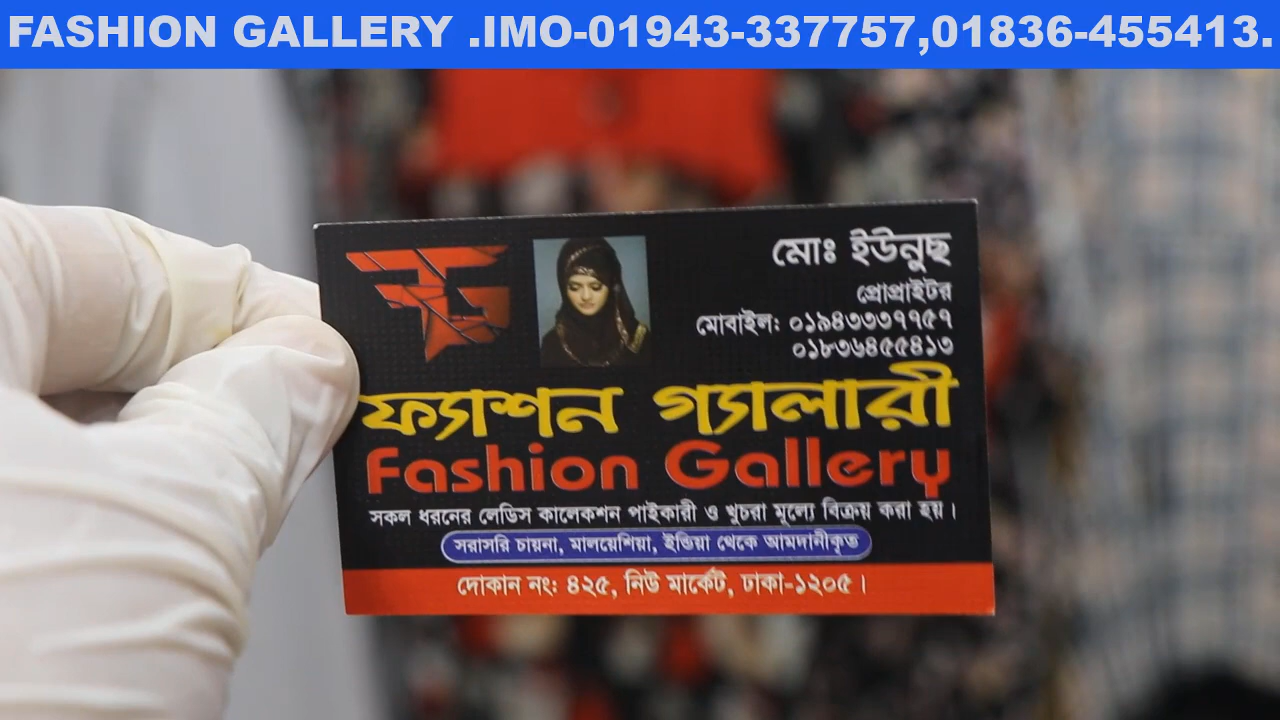 FASHION GALLERY .IMO-01943-337757,01836-455413.
FG
মোঃ ইউনুছ
প্রোপ্রাইটর
মোবাইল: ০১৯৪৩৩৩৭৭৫৭
০১৮৩৬৪৫৫৪১৩
ফ্যাশন গ্যালারী
Fashion Gallery
সকল ধরনের লেডিস কালেকশন পাইকারী ও খুচরা মূল্যে বিক্রয় করা হয়।
সরাসরি চায়না, মালয়েশিয়া, ইন্ডিয়া থেকে আমদানীকৃত
দোকান নং: ৪২৫, নিউ মার্কেট, ঢাকা-১২০৫।